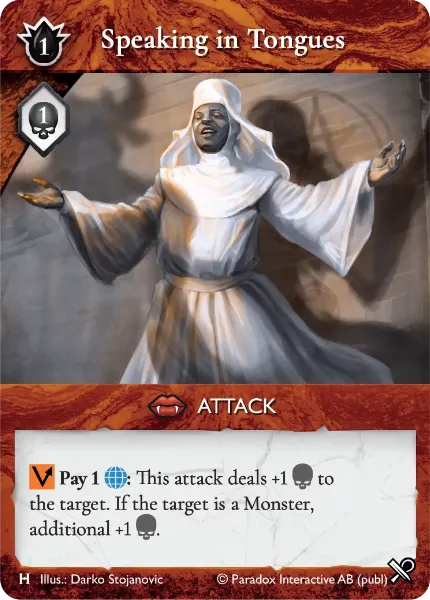 1
Speaking in Tongues
1
ATTACK
Pay 1 : This attack deals +1 to
the target. If the target is a Monster,
additional +1 .
H Illus.: Darko Stojanovic © Paradox Interactive AB (publ)